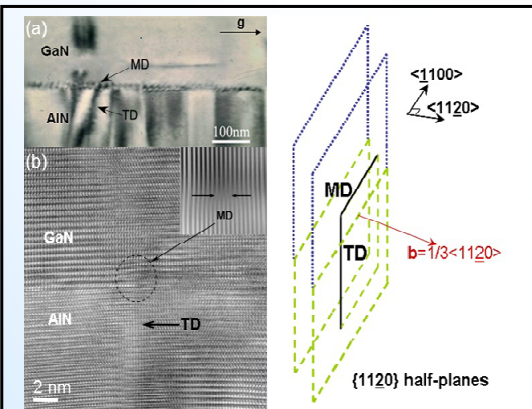 (a)
g
GaN
MD
AlN
TD
100nm
(b)
MD
GaN
AlN
TD
2 nm
<1100>
<1120>
MD
TD
b=1/3<1120>
{1120} half-planes